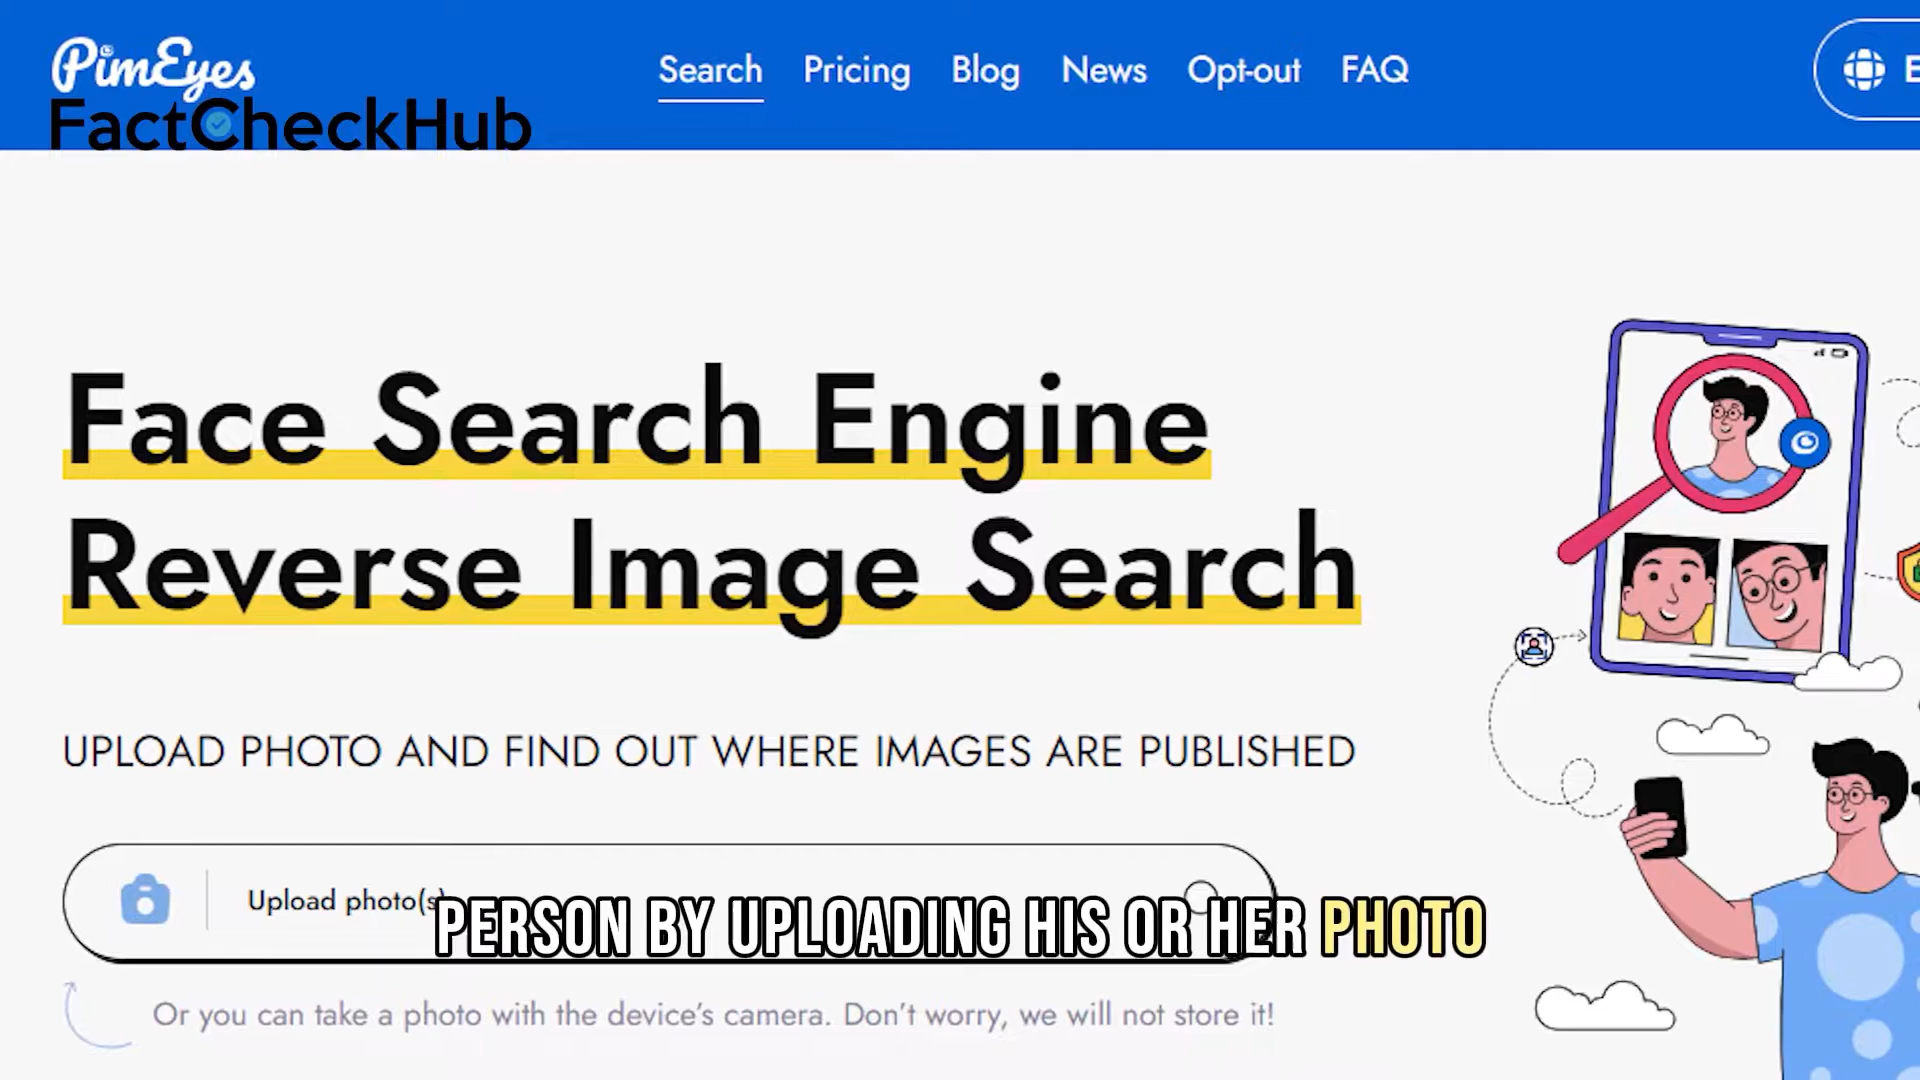 PimEyes
FactCheckHub
Search Pricing Blog News Opt-out FAQ
Face Search Engine
Reverse Image Search
UPLOAD PHOTO AND FIND OUT WHERE IMAGES ARE PUBLISHED
Upload photo(s)
PERSON BY UPLOADING HIS OR HER PHOTO
Or you can take a photo with the device's camera. Don't worry, we will not store it!